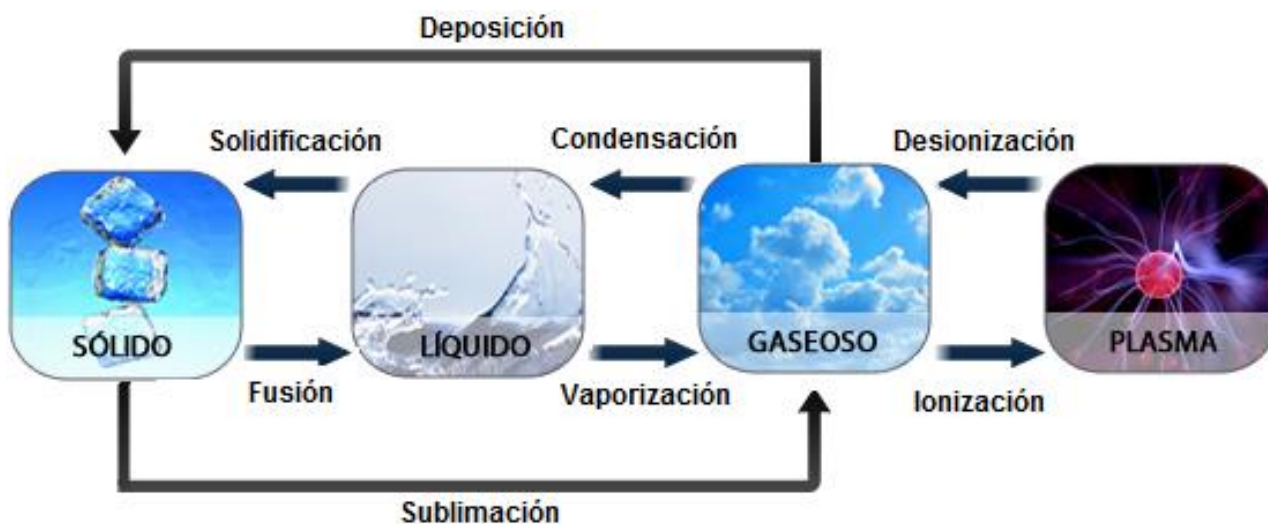 Deposición
Solidificación
Condensación
Desionización
SÓLIDO
LÍQUIDO
GASEOSO
PLASMA
Fusión
Vaporización
Ionización
Sublimación